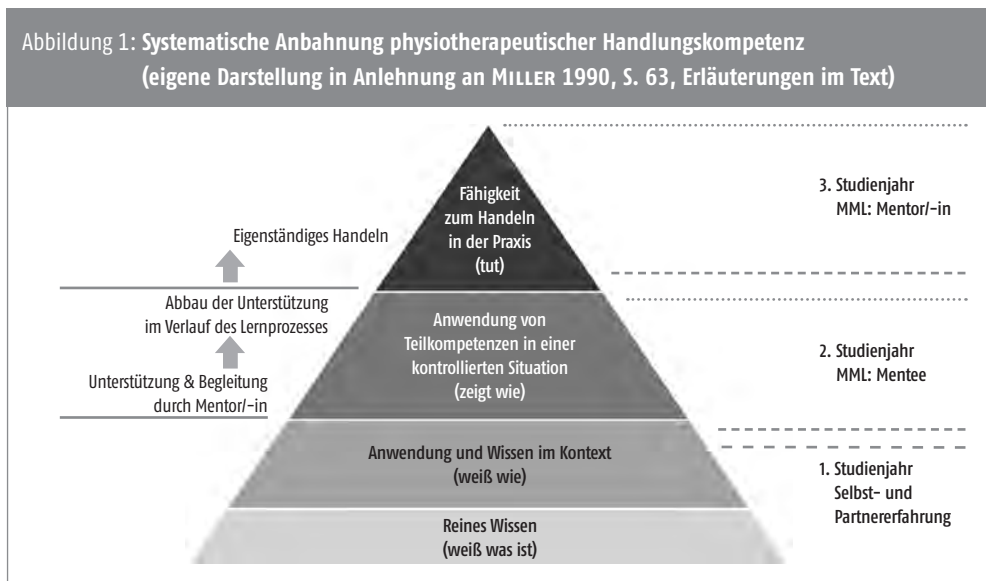 Abbildung 1: Systematische Anbahnung physiotherapeutischer Handlungskompetenz
(eigene Darstellung in Anlehnung an MILLER 1990, S. 63, Erläuterungen im Text)
Fähigkeit
zum Handeln
in der Praxis
(tut)
3. Studienjahr
MML: Mentor/-in
Eigenständiges Handeln
Abbau der Unterstützung
im Verlauf des Lernprozesses
Unterstützung & Begleitung
durch Mentor/-in
Anwendung von
Teilkompetenzen in einer
kontrollierten Situation
(zeigt wie)
2. Studienjahr
MML: Mentee
Anwendung und Wissen im Kontext
(weiß wie)
1. Studienjahr
Selbst- und
Partnererfahrung
Reines Wissen
(weiß was ist)